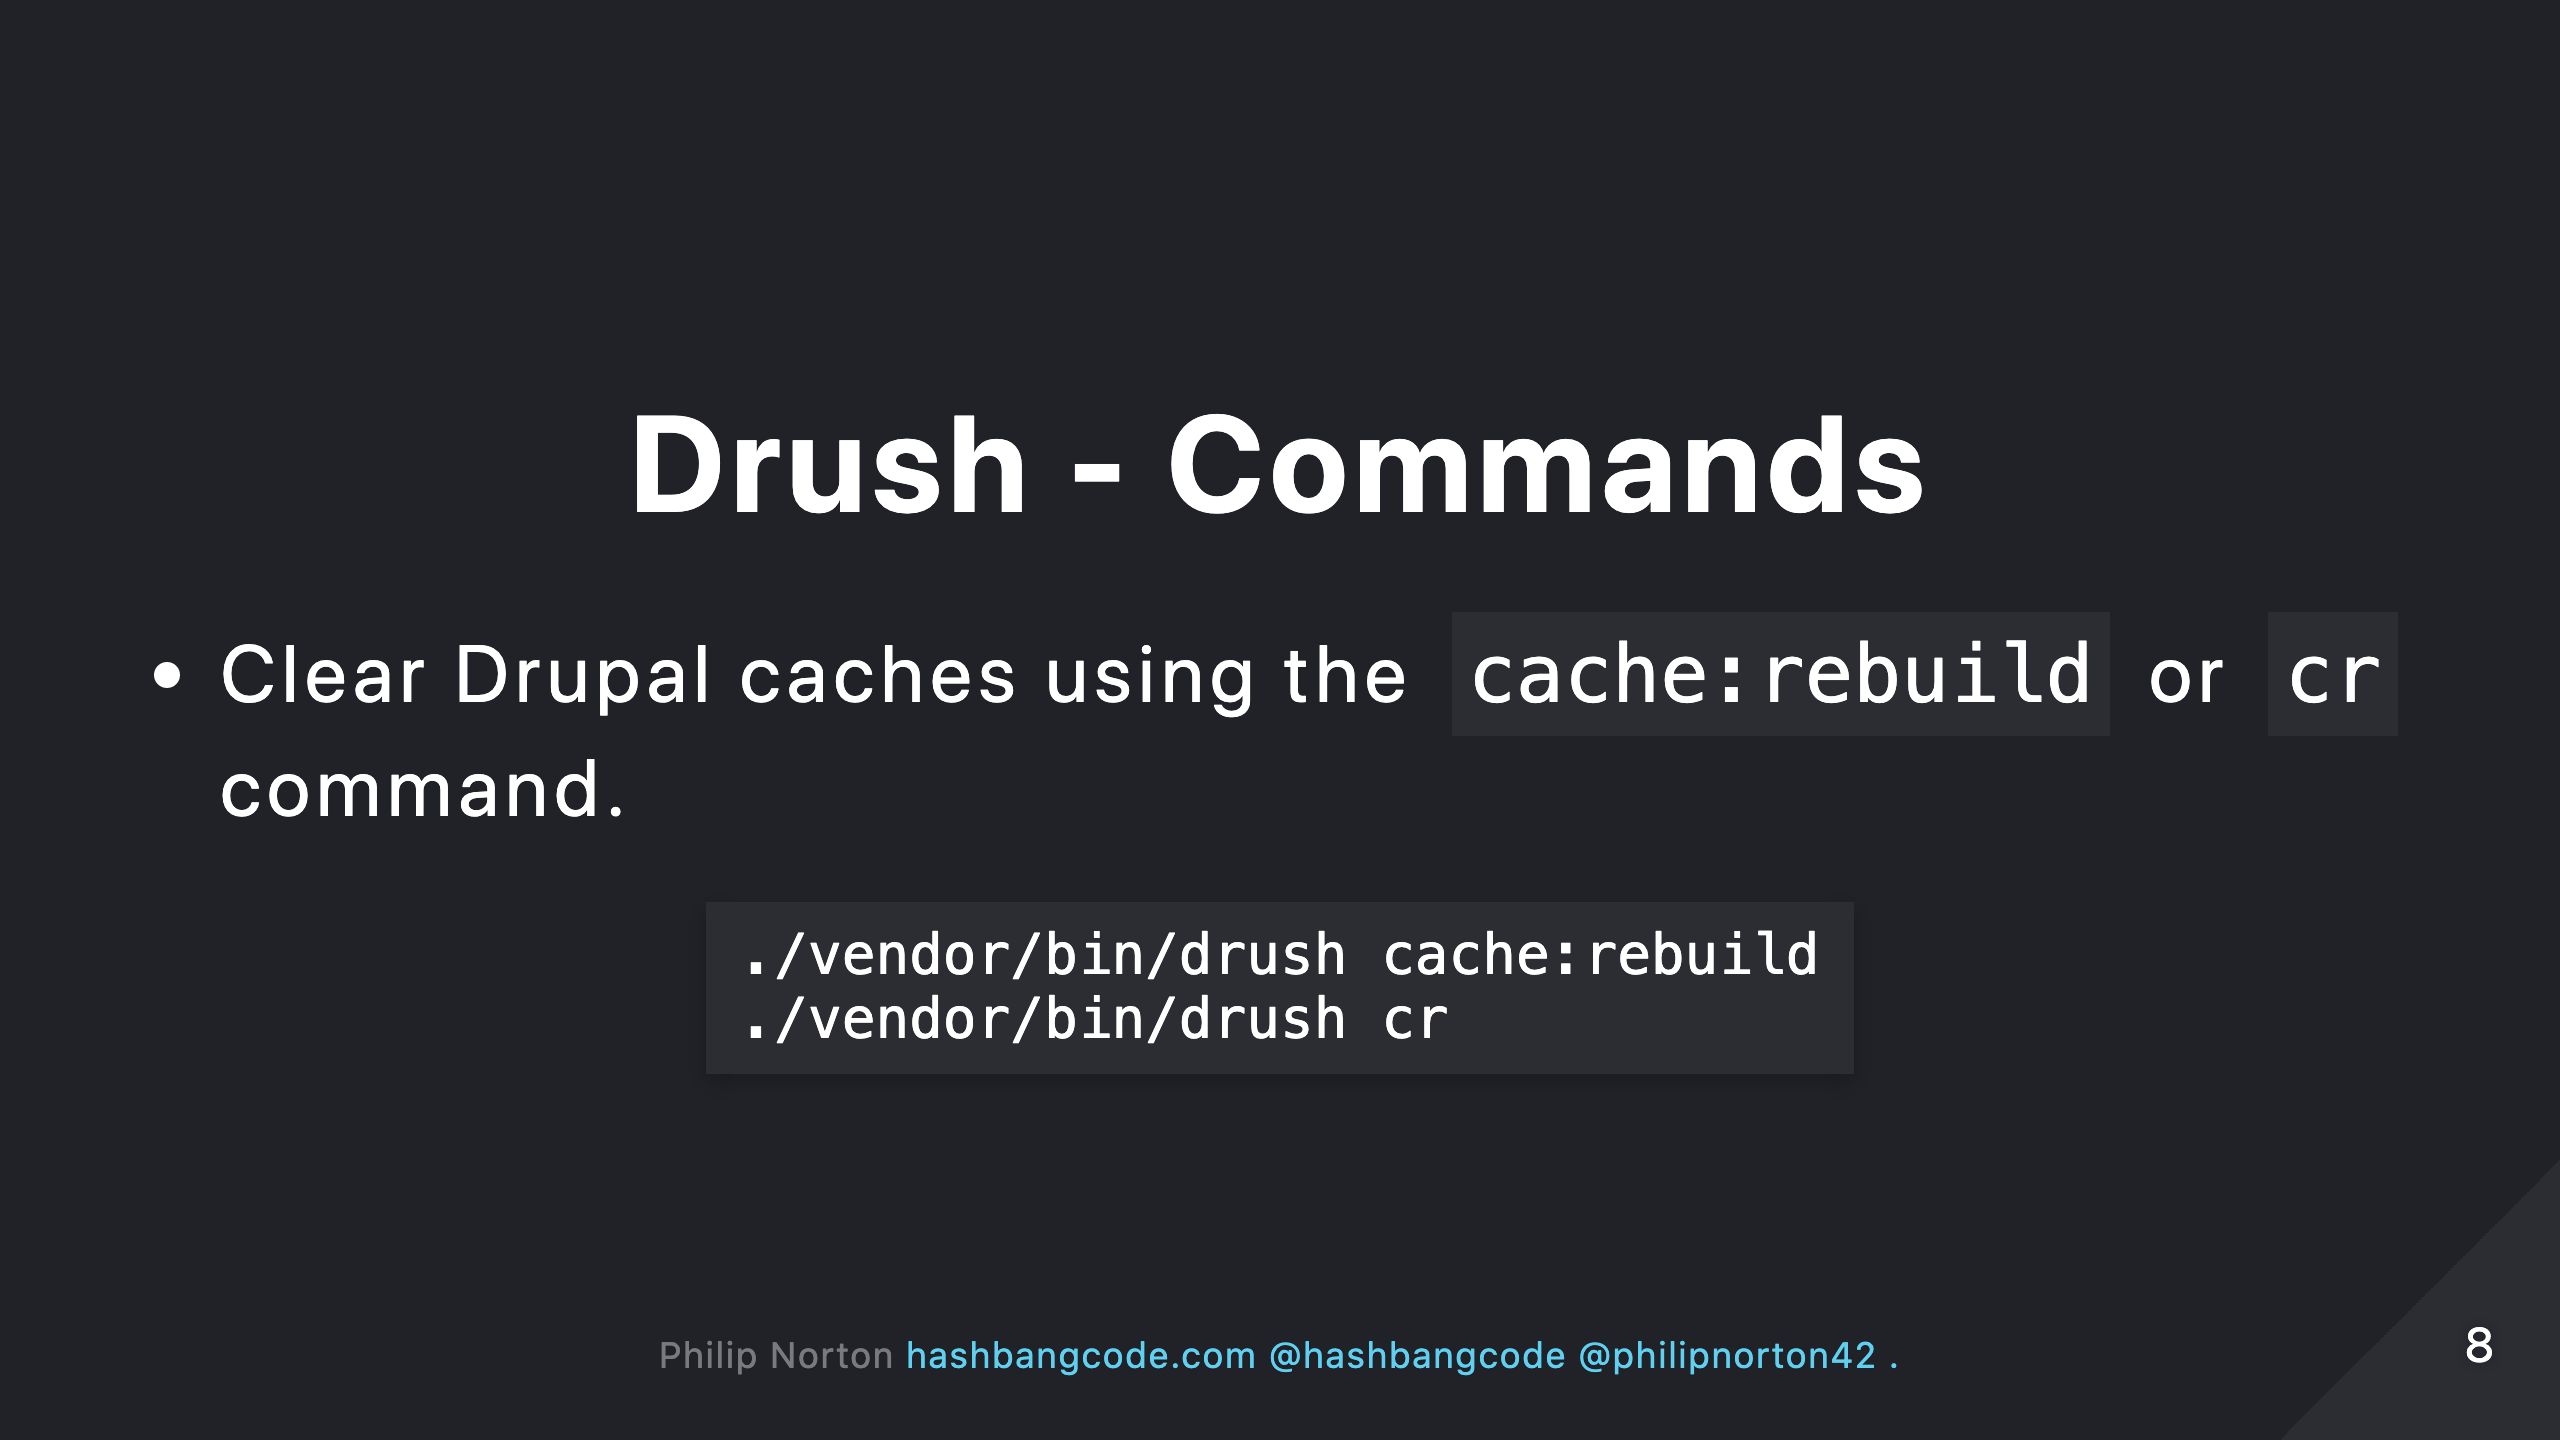 Drush - Commands
• Clear Drupal caches using the cache:rebuild or cr
command.
./vendor/bin/drush cache:rebuild
./vendor/bin/drush cr
Philip Norton hashbangcode.com @hashbangcode @philipnorton42 .
8